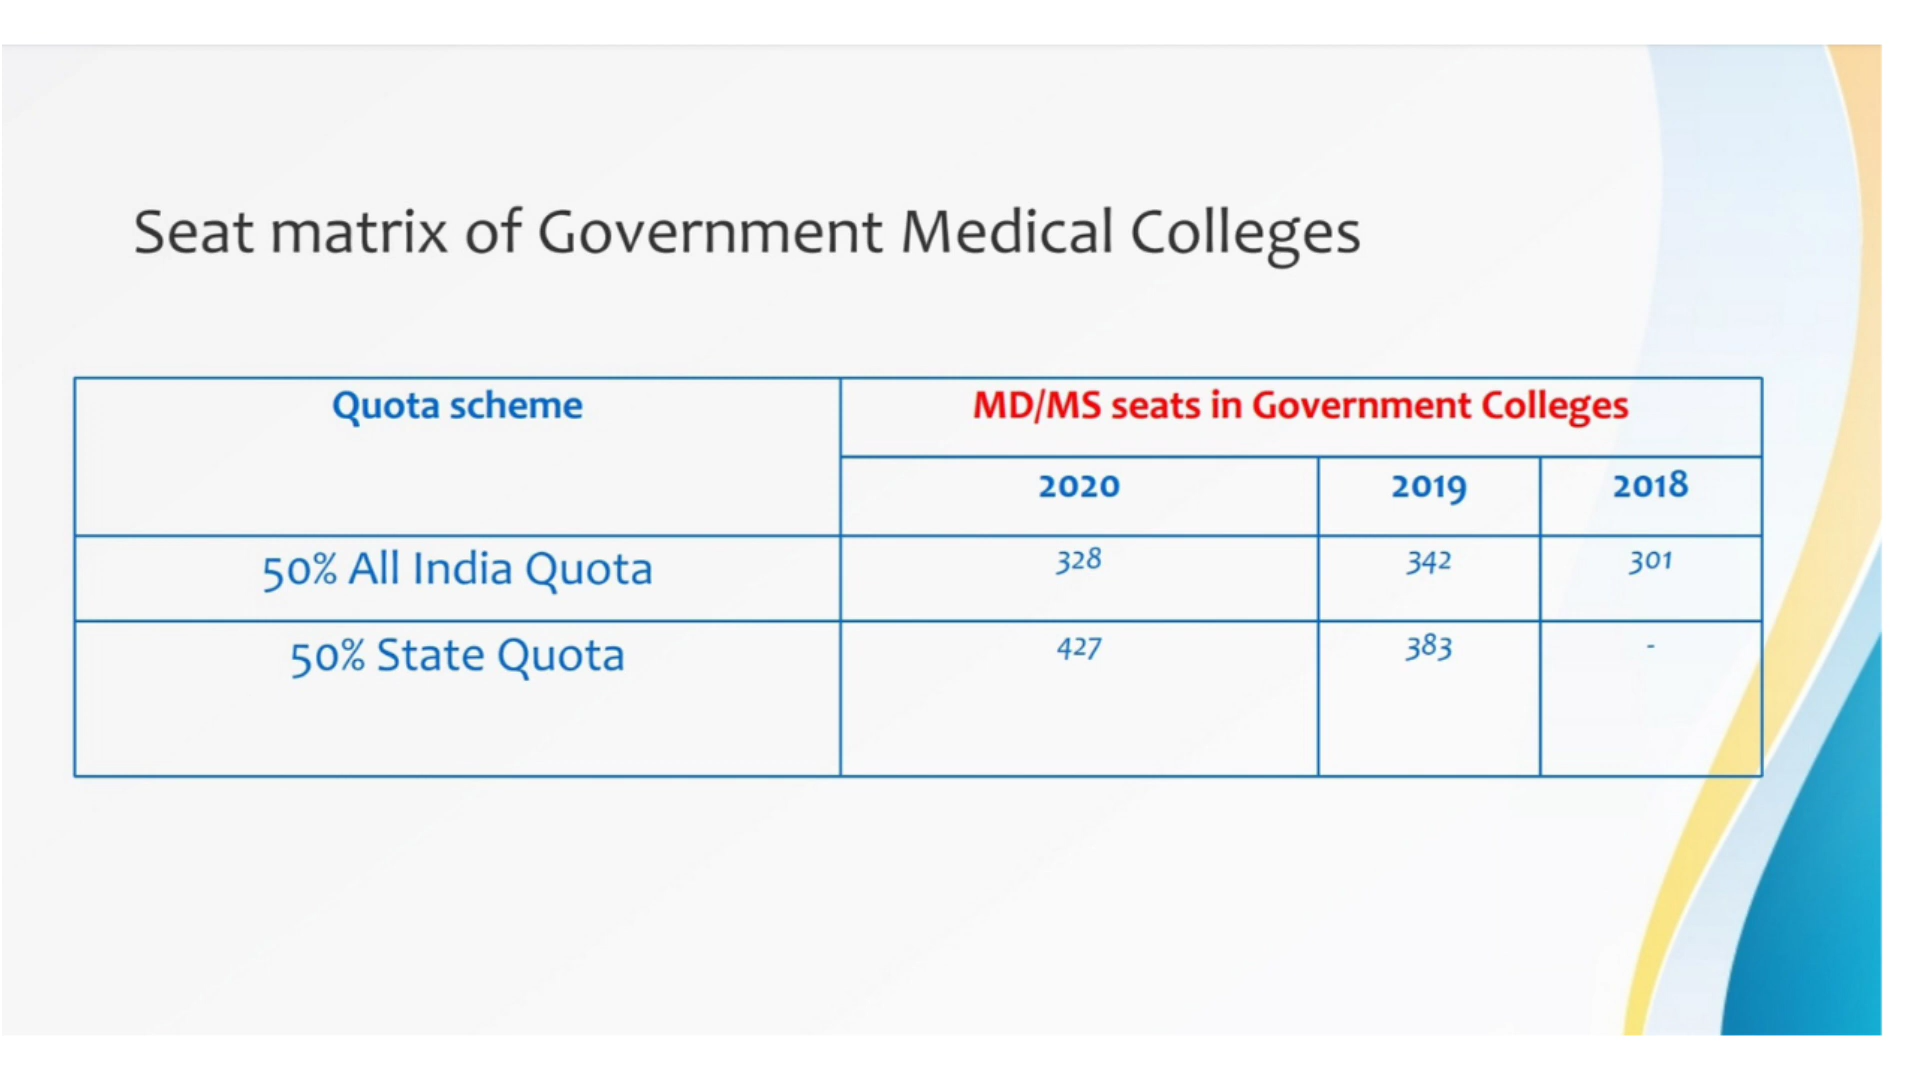 Seat matrix of Government Medical Colleges
Quota scheme
MD/MS seats in Government Colleges
2020 2019 2018
50% All India Quota 328 342 301
50% State Quota 427 383 -